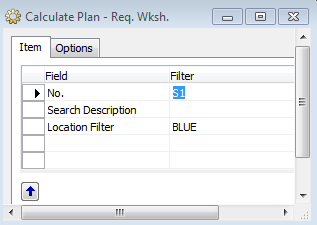 Calculate Plan - Req. Wksh.
Item Options
Field Filter
No. S1
Search Description
Location Filter BLUE